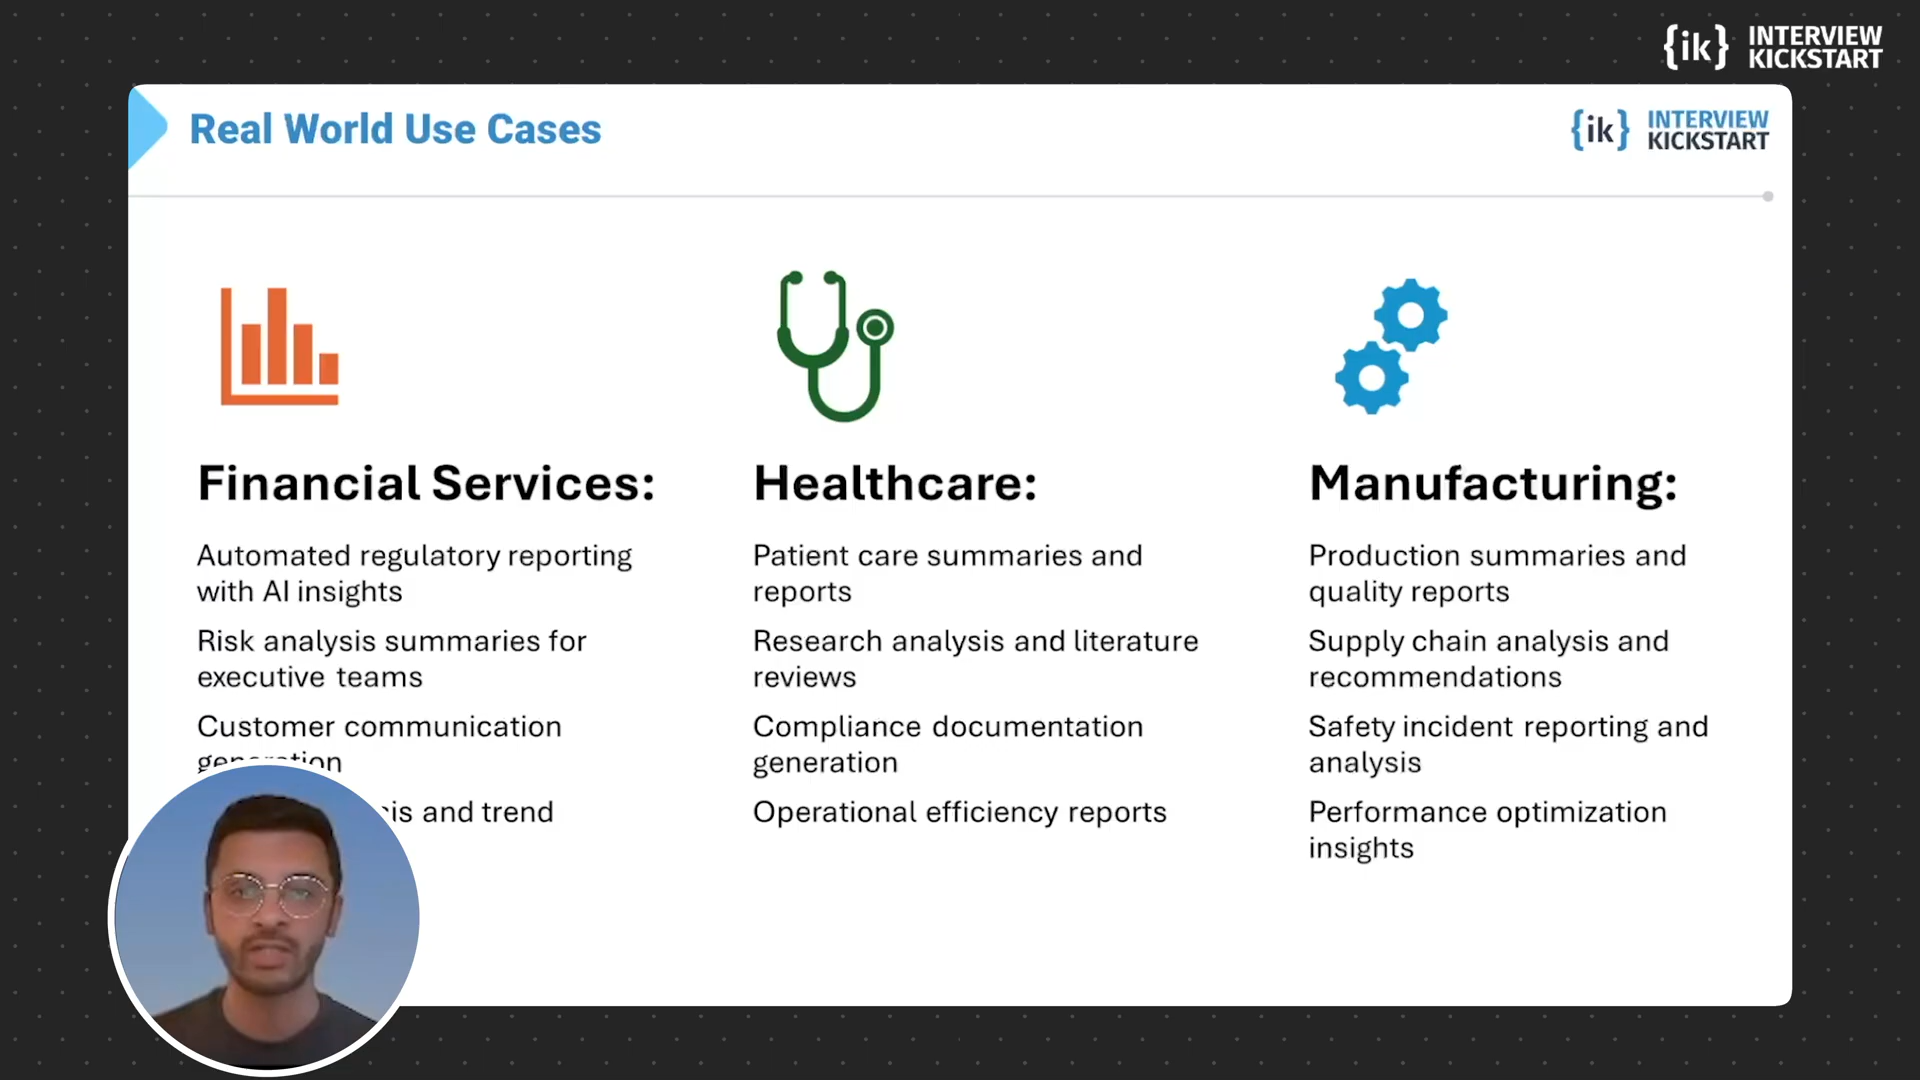 {ik} INTERVIEW
KICKSTART
Real World Use Cases
{ik} INTERVIEW
KICKSTART
Financial Services:
Automated regulatory reporting
with AI insights
Risk analysis summaries for
executive teams
Customer communication
generation
and trend
Healthcare:
Patient care summaries and
reports
Research analysis and literature
reviews
Compliance documentation
generation
Operational efficiency reports
Manufacturing:
Production summaries and
quality reports
Supply chain analysis and
recommendations
Safety incident reporting and
analysis
Performance optimization
insights